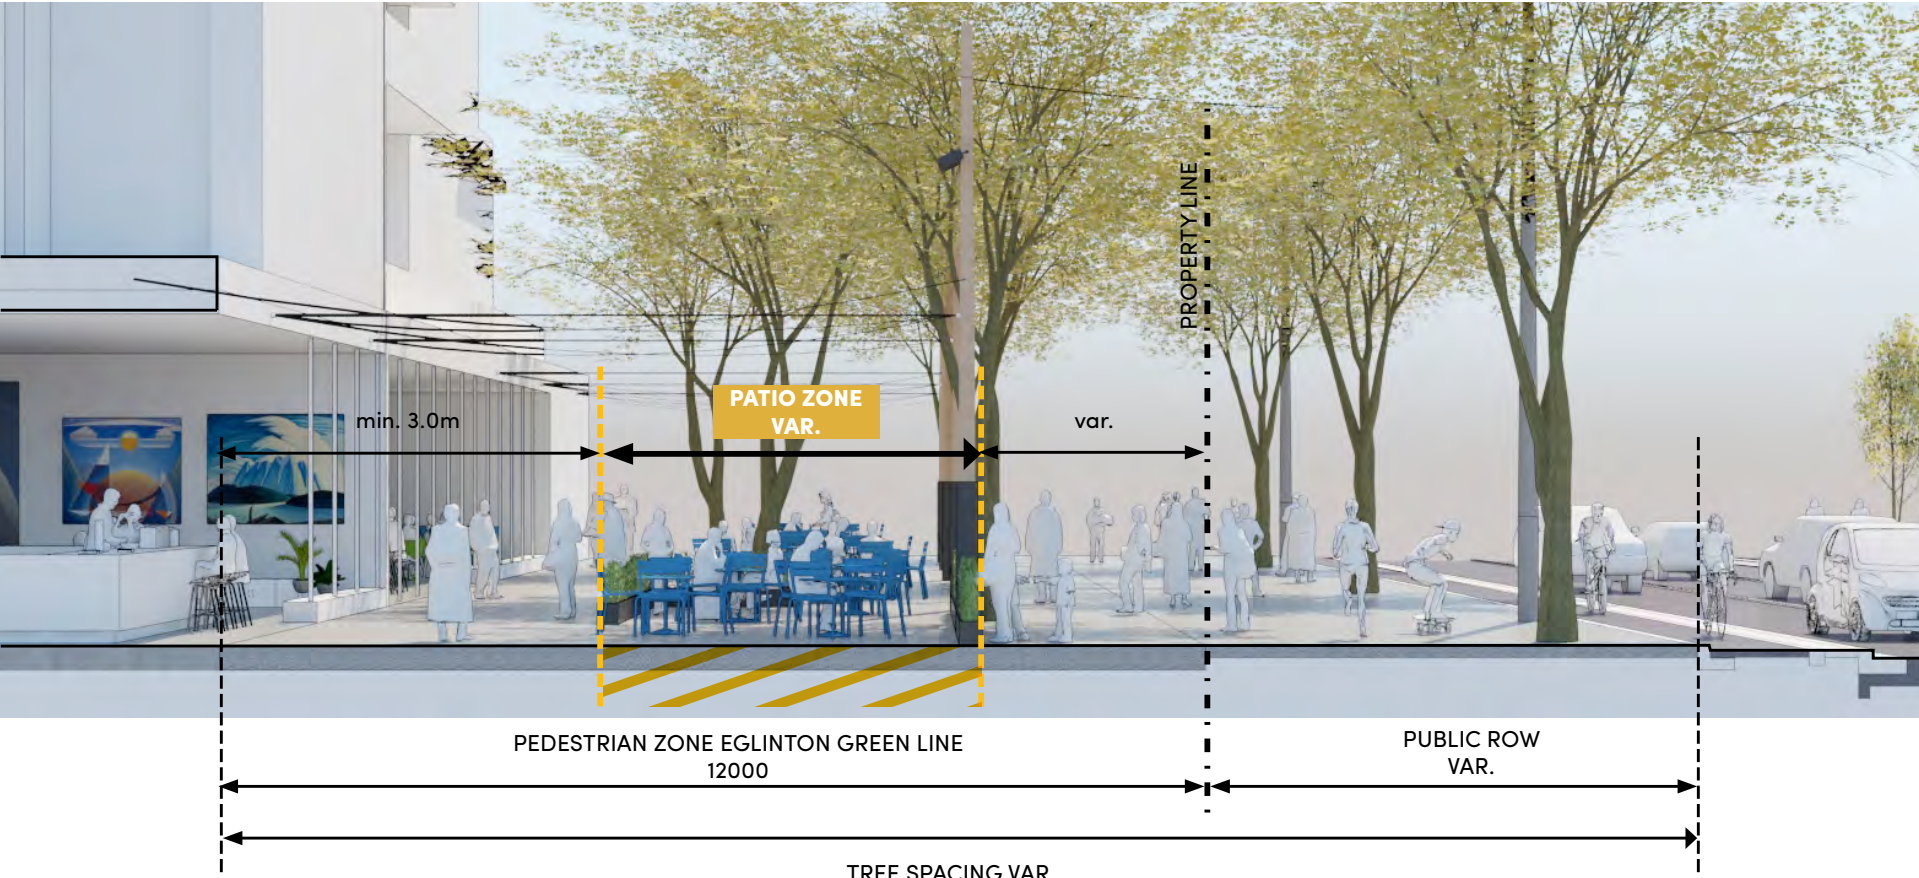 PROPERTY LINE
min. 3.0m
PATIO ZONE
VAR.
var.
PEDESTRIAN ZONE EGLINTON GREEN LINE
12000
PUBLIC ROW
VAR.
TREE SPACING VAR